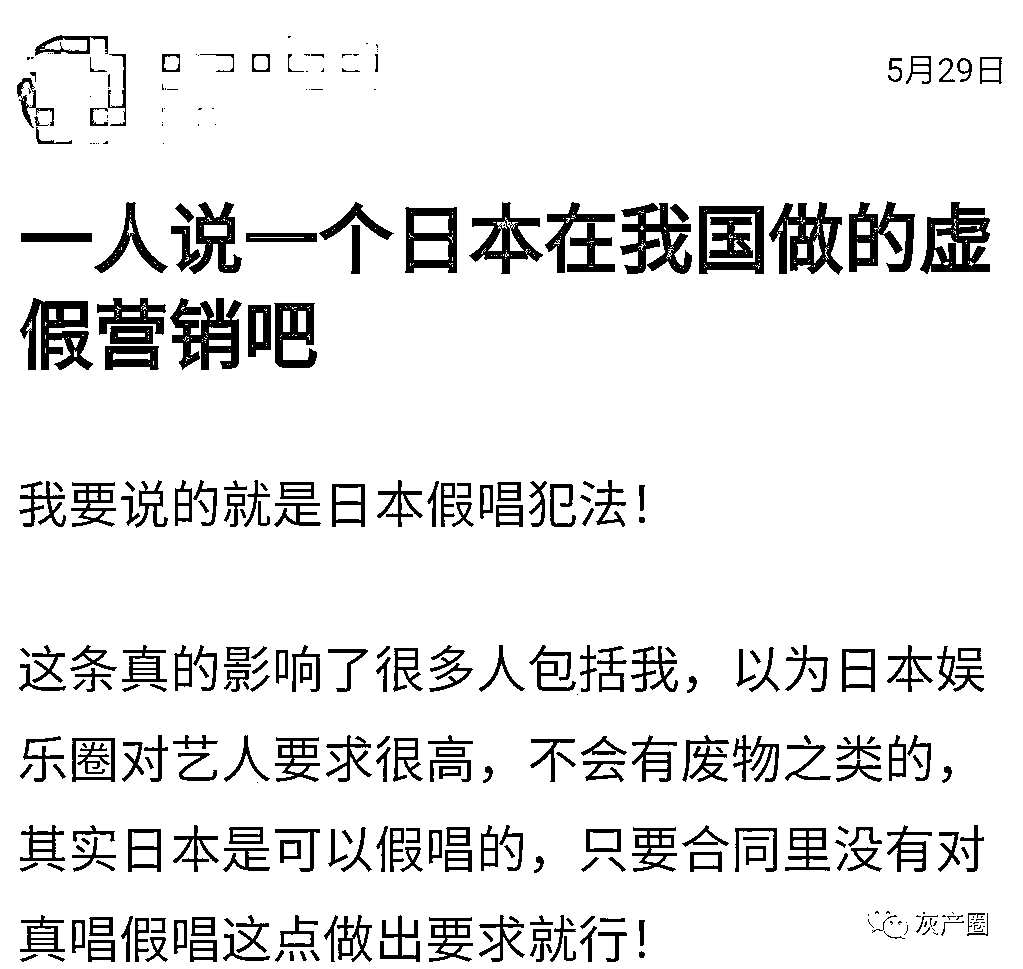 5月29日
一人说一个日本在我国做的虚
假营销吧
我要说的就是日本假唱犯法！
这条真的影响了很多人包括我，以为日本娱
乐圈对艺人要求很高，不会有废物之类的，
其实日本是可以假唱的，只要合同里没有对
真唱假唱这点做出要求就行！
灰产圈